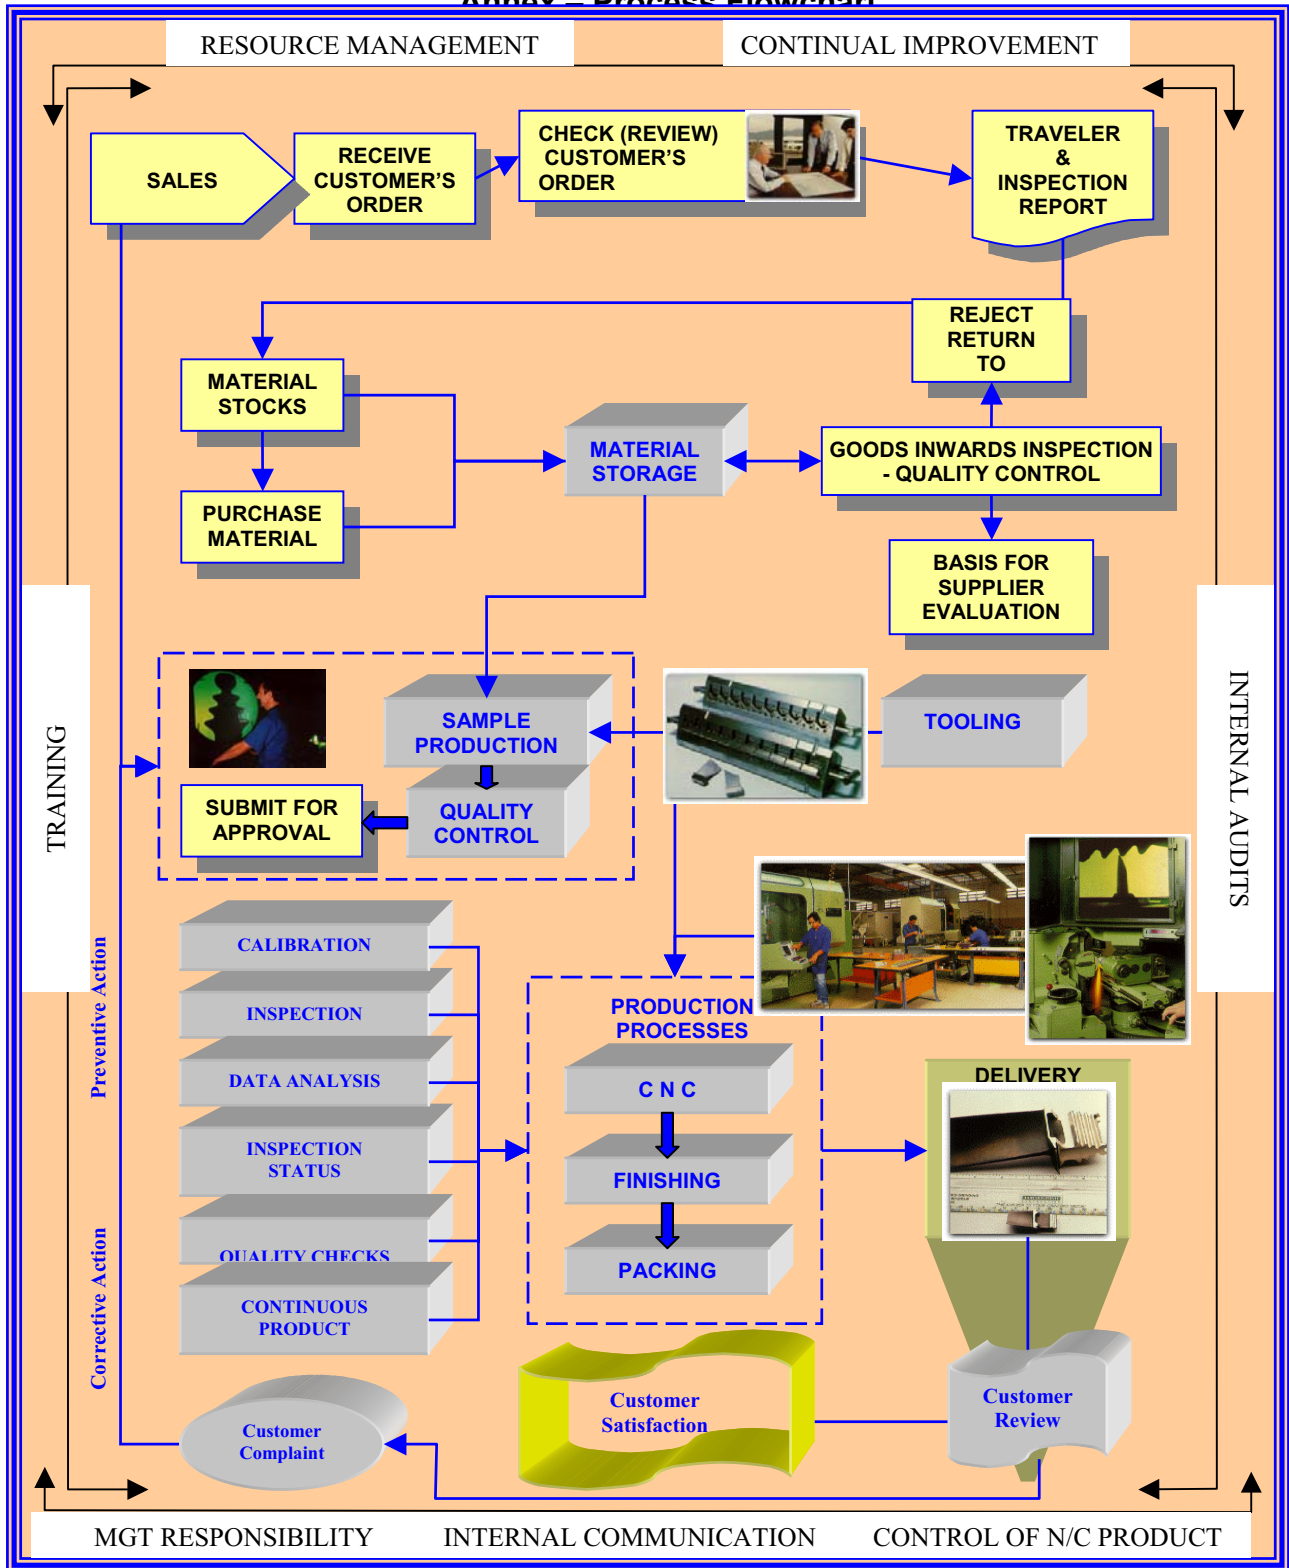 Annex – Process Flowchart
RESOURCE MANAGEMENT
CONTINUAL IMPROVEMENT
SALES
RECEIVE
CUSTOMER'S
ORDER
CHECK (REVIEW)
CUSTOMER'S
ORDER
TRAVELER
&
INSPECTION
REPORT
REJECT
RETURN
TO
MATERIAL
STOCKS
MATERIAL
STORAGE
GOODS INWARDS INSPECTION
- QUALITY CONTROL
PURCHASE
MATERIAL
BASIS FOR
SUPPLIER
EVALUATION
TRAINING
INTERNAL AUDITS
SAMPLE
PRODUCTION
TOOLING
SUBMIT FOR
APPROVAL
QUALITY
CONTROL
Preventive Action
Corrective Action
CALIBRATION
INSPECTION
DATA ANALYSIS
INSPECTION
STATUS
QUALITY CHECKS
CONTINUOUS
PRODUCT
PRODUCTION
PROCESSES
C N C
FINISHING
PACKING
DELIVERY
Customer
Satisfaction
Customer
Review
Customer
Complaint
MGT RESPONSIBILITY
INTERNAL COMMUNICATION
CONTROL OF N/C PRODUCT